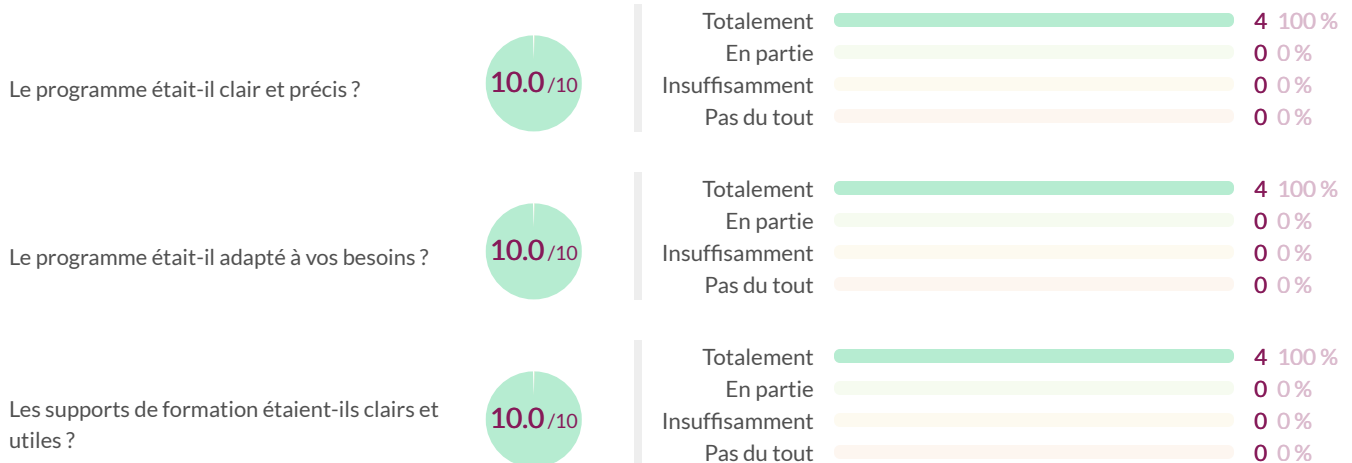 Totalement 4 100 %
En partie 0 0 %
Le programme était-il clair et précis ? 10.0 /10
Insuffisamment 0 0 %
Pas du tout 0 0 %
Totalement 4 100 %
En partie 0 0 %
Le programme était-il adapté à vos besoins ? 10.0 /10
Insuffisamment 0 0 %
Pas du tout 0 0 %
Totalement 4 100 %
En partie 0 0 %
Les supports de formation étaient-ils clairs et
utiles ?
10.0 /10
Insuffisamment 0 0 %
Pas du tout 0 0 %